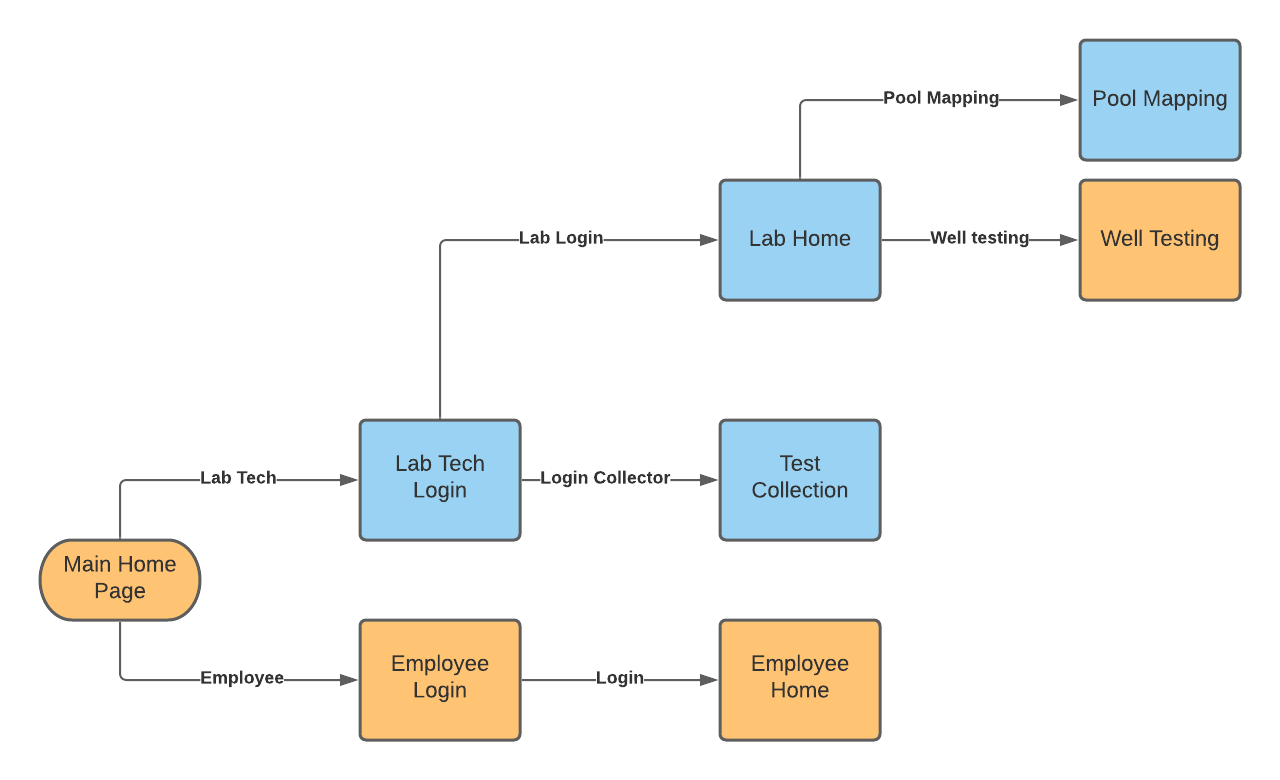 Pool Mapping
Pool Mapping
Lab Login
Lab Home
Well testing
Well Testing
Lab Tech
Lab Tech
Login
Login Collector
Test
Collection
Main Home
Page
Employee
Employee
Login
Login
Employee
Home